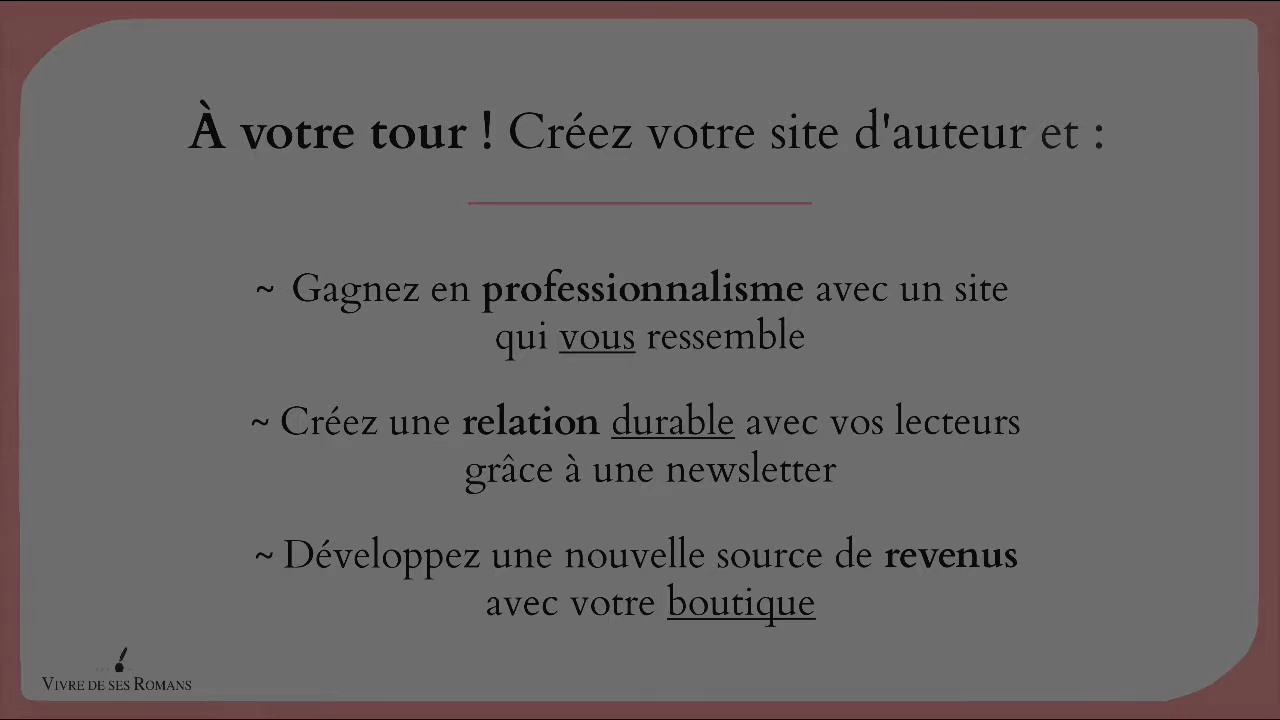 À votre tour ! Créez votre site d'auteur et :
~ Gagnez en professionnalisme avec un site
qui vous ressemble
~ Créez une relation durable avec vos lecteurs
grâce à une newsletter
~ Développez une nouvelle source de revenus
avec votre boutique
VIVRE DE SES ROMANS